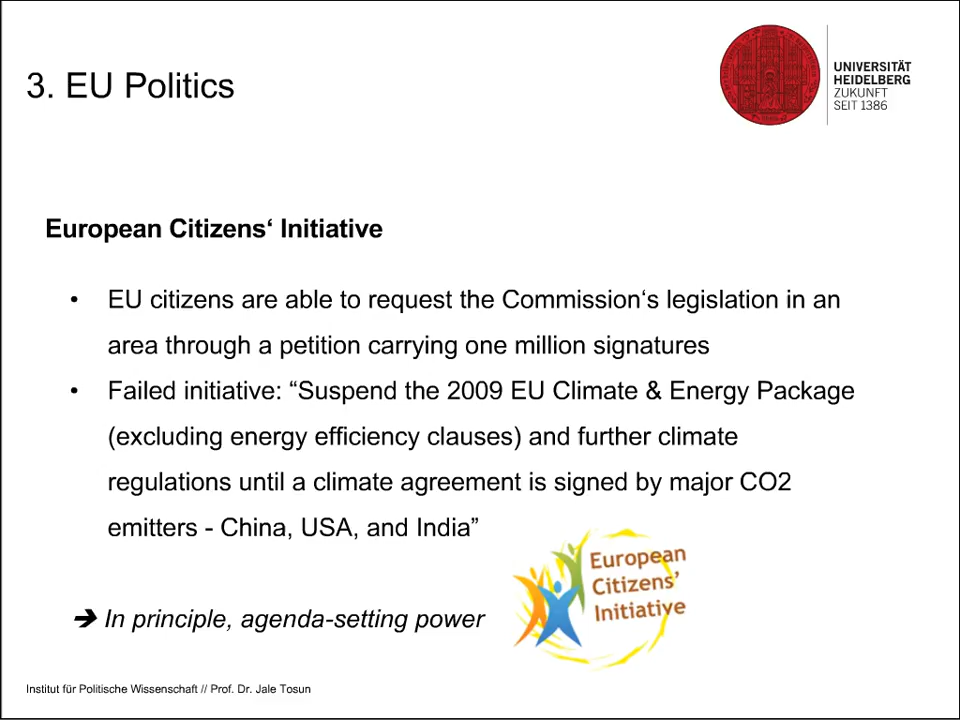 3. EU Politics
UNIVERSITÄT
HEIDELBERG
ZUKUNFT
SEIT 1386
European Citizens‘ Initiative
• EU citizens are able to request the Commission‘s legislation in an
area through a petition carrying one million signatures
• Failed initiative: “Suspend the 2009 EU Climate & Energy Package
(excluding energy efficiency clauses) and further climate
regulations until a climate agreement is signed by major CO2
emitters - China, USA, and India”
European
Citizens’
Initiative
➔ In principle, agenda-setting power
Institut für Politische Wissenschaft // Prof. Dr. Jale Tosun